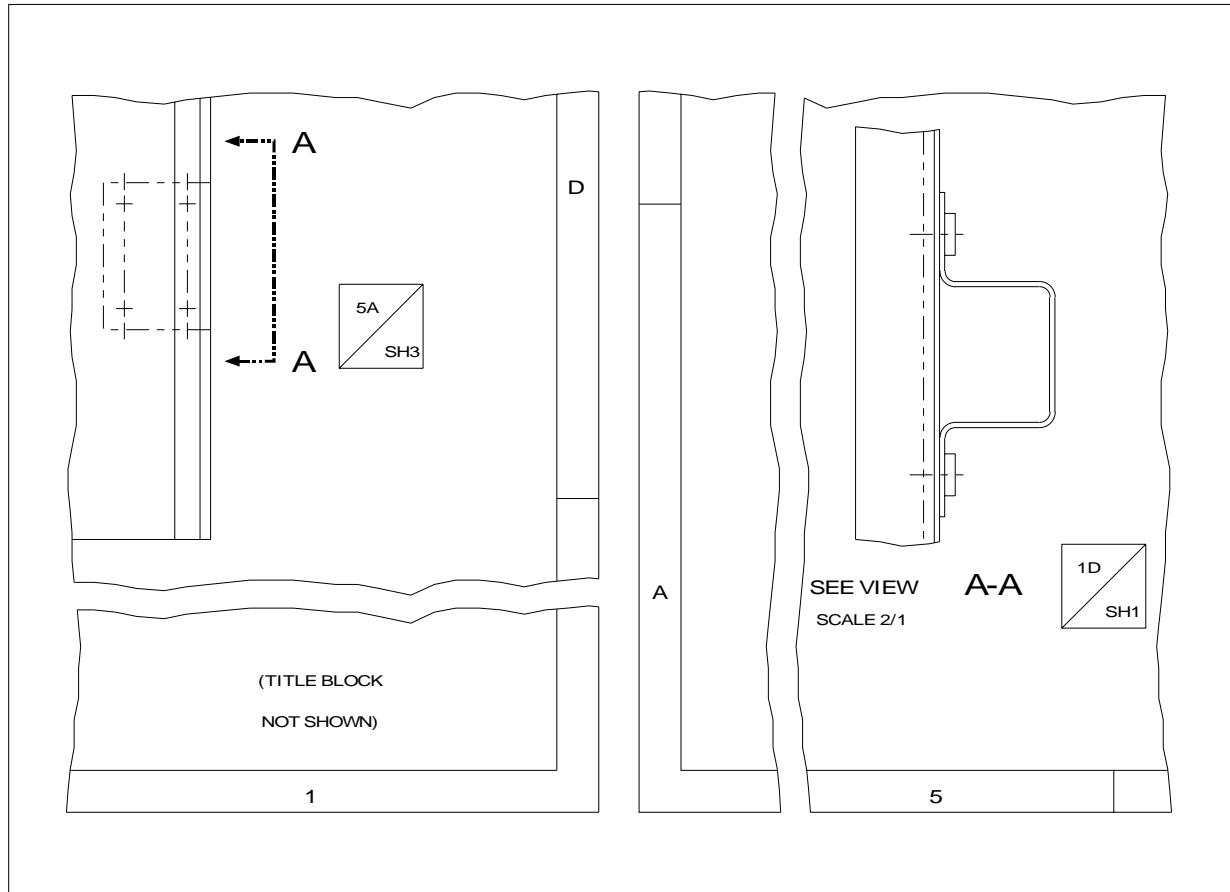 A
D
5A
SH3
A
(TITLE BLOCK
NOT SHOWN)
1
A
SEE VIEW A-A
SCALE 2/1
1D
SH1
5